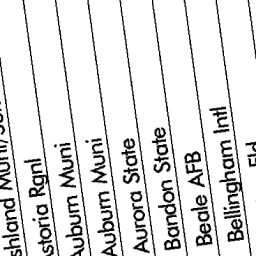 Astoria Rgnl
Auburn Muni
Auburn Muni
Aurora State
Bandon State
Beale AFB
Bellingham Intl